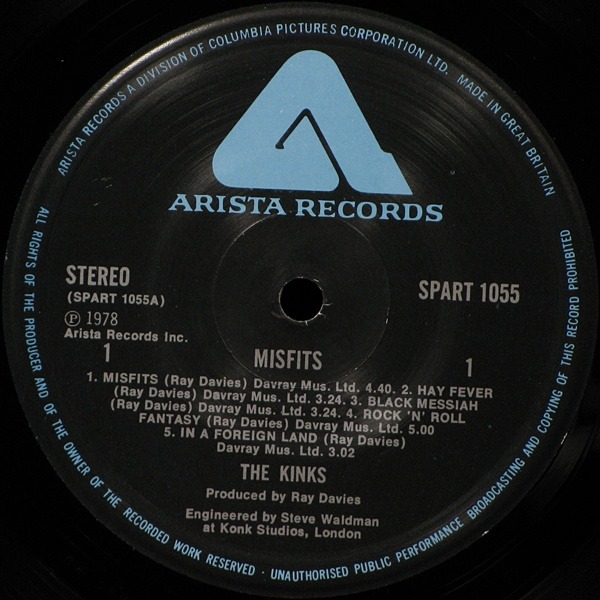 ARISTA RECORDS A DIVISION OF COLUMBIA PICTURES CORPORATION LTD. MADE IN GREAT BRITAIN
ARISTA RECORDS
STEREO
(SPART 1055A)
SPART 1055
Ⓟ 1978
Arista Records Inc.
1
1
MISFITS
1. MISFITS (Ray Davies) Davray Mus. Ltd. 4.40. 2. HAY FEVER
(Ray Davies) Davray Mus. Ltd. 3.24. 3. BLACK MESSIAH
(Ray Davies) Davray Mus. Ltd. 3.24. 4. ROCK 'N' ROLL
FANTASY (Ray Davies) Davray Mus. Ltd. 5.00
5. IN A FOREIGN LAND (Ray Davies)
Davray Mus. Ltd. 3.02
THE KINKS
Produced by Ray Davies
Engineered by Steve Waldman
at Konk Studios, London
ALL RIGHTS OF THE PRODUCER AND OF THE OWNER OF THE RECORDED WORK RESERVED · UNAUTHORISED PUBLIC PERFORMANCE BROADCASTING AND COPYING OF THIS RECORD PROHIBITED